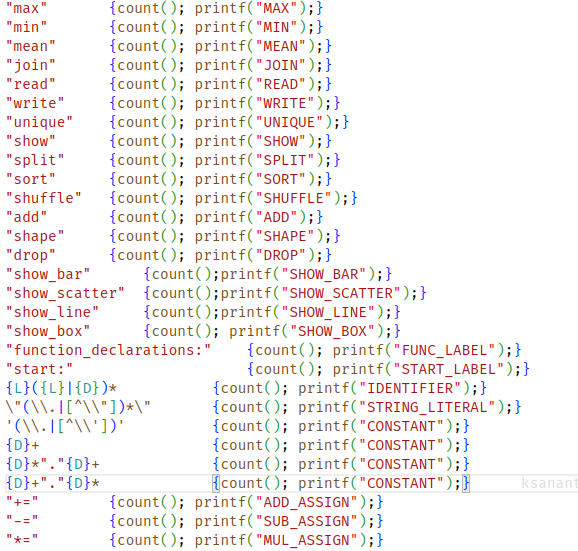 "max" {count(); printf("MAX");}
"min" {count(); printf("MIN");}
"mean" {count(); printf("MEAN");}
"join" {count(); printf("JOIN");}
"read" {count(); printf("READ");}
"write" {count(); printf("WRITE");}
"unique" {count(); printf("UNIQUE");}
"show" {count(); printf("SHOW");}
"split" {count(); printf("SPLIT");}
"sort" {count(); printf("SORT");}
"shuffle" {count(); printf("SHUFFLE");}
"add" {count(); printf("ADD");}
"shape" {count(); printf("SHAPE");}
"drop" {count(); printf("DROP");}
"show_bar" {count();printf("SHOW_BAR");}
"show_scatter" {count();printf("SHOW_SCATTER");}
"show_line" {count();printf("SHOW_LINE");}
"show_box" {count(); printf("SHOW_BOX");}
"function_declarations:" {count(); printf("FUNC_LABEL");}
"start:" {count(); printf("START_LABEL");}
{L}({L}|{D})* {count(); printf("IDENTIFIER");}
\"(\\.|[^\\"])*\" {count(); printf("STRING_LITERAL");}
'(\\.|[^\\'])' {count(); printf("CONSTANT");}
{D}+ {count(); printf("CONSTANT");}
{D}*"."{D}+ {count(); printf("CONSTANT");}
{D}+"."{D}* {count(); printf("CONSTANT");} ksanant
"+=" {count(); printf("ADD_ASSIGN");}
"-=" {count(); printf("SUB_ASSIGN");}
"*=" {count(); printf("MUL_ASSIGN");}